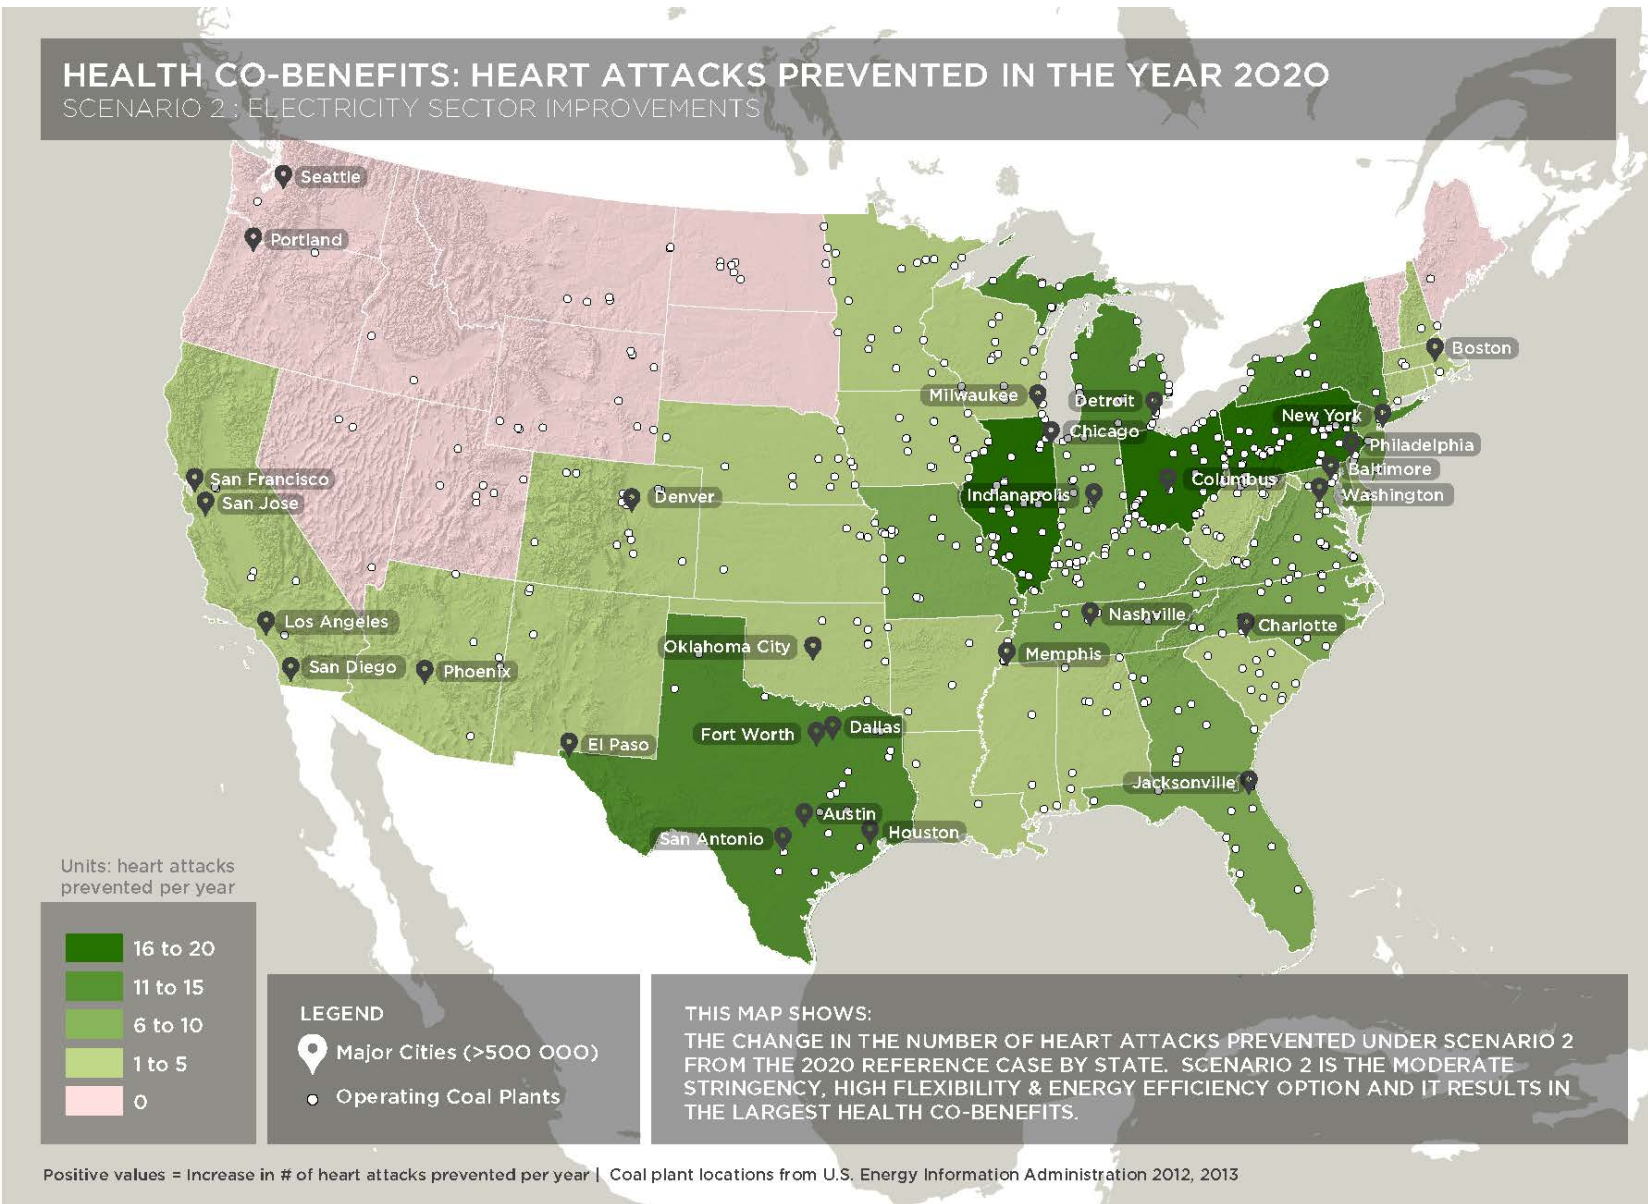 HEALTH CO-BENEFITS: HEART ATTACKS PREVENTED IN THE YEAR 2020
SCENARIO 2 : ELECTRICITY SECTOR IMPROVEMENTS
Seattle
Portland
Boston
Milwaukee
Detroit
New York
Chicago
Philadelphia
Baltimore
San Francisco
Columbus
Denver
Indianapolis
Washington
San Jose
Los Angeles
Nashville
Charlotte
Oklahoma City
Memphis
San Diego
Phoenix
Dallas
Fort Worth
El Paso
Jacksonville
Austin
Houston
San Antonio
Units: heart attacks
prevented per year
16 to 20
11 to 15
6 to 10
1 to 5
0
LEGEND
Major Cities (>500 000)
Operating Coal Plants
THIS MAP SHOWS:
THE CHANGE IN THE NUMBER OF HEART ATTACKS PREVENTED UNDER SCENARIO 2
FROM THE 2020 REFERENCE CASE BY STATE. SCENARIO 2 IS THE MODERATE
STRINGENCY, HIGH FLEXIBILITY & ENERGY EFFICIENCY OPTION AND IT RESULTS IN
THE LARGEST HEALTH CO-BENEFITS.
Positive values = Increase in # of heart attacks prevented per year | Coal plant locations from U.S. Energy Information Administration 2012, 2013